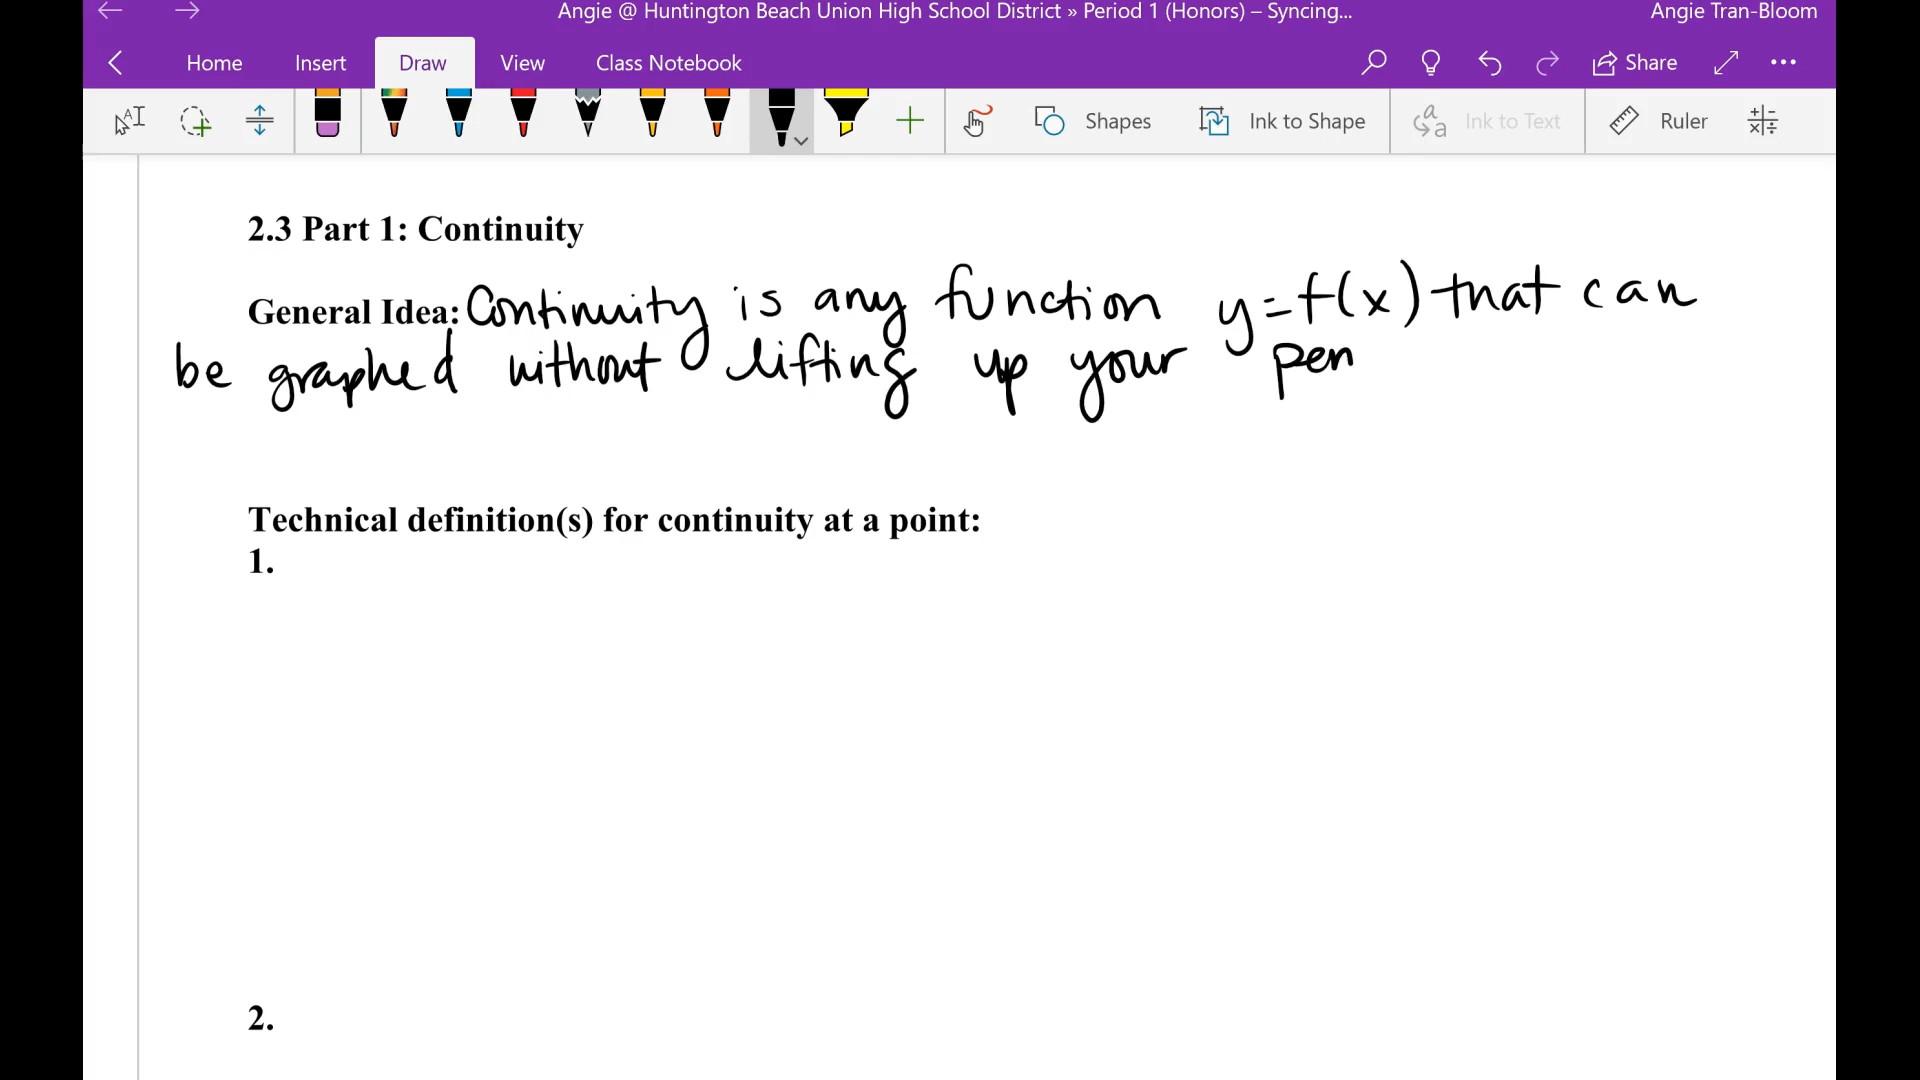 Angie @ Huntington Beach Union High School District » Period 1 (Honors) – Syncing...
Angie Tran-Bloom
Home Insert Draw View Class Notebook Share
Shapes Ink to Shape Ink to Text Ruler
2.3 Part 1: Continuity
General Idea: Continuity is any function y=f(x) that can
be graphed without lifting up your pen
Technical definition(s) for continuity at a point:
1.
2.